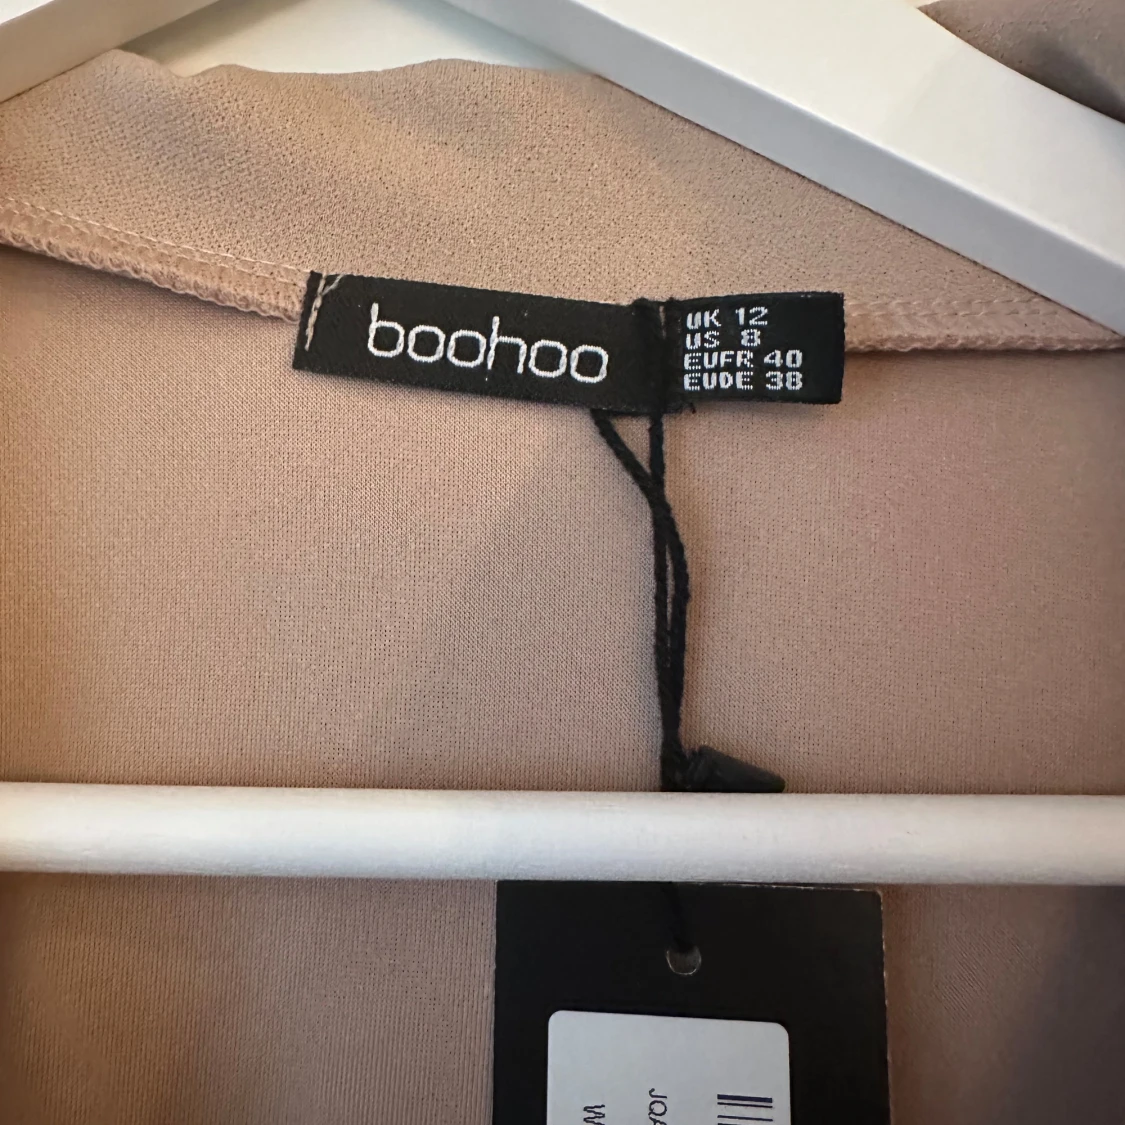 boohoo
UK 12
US 8
EUFR 40
EUDE 38